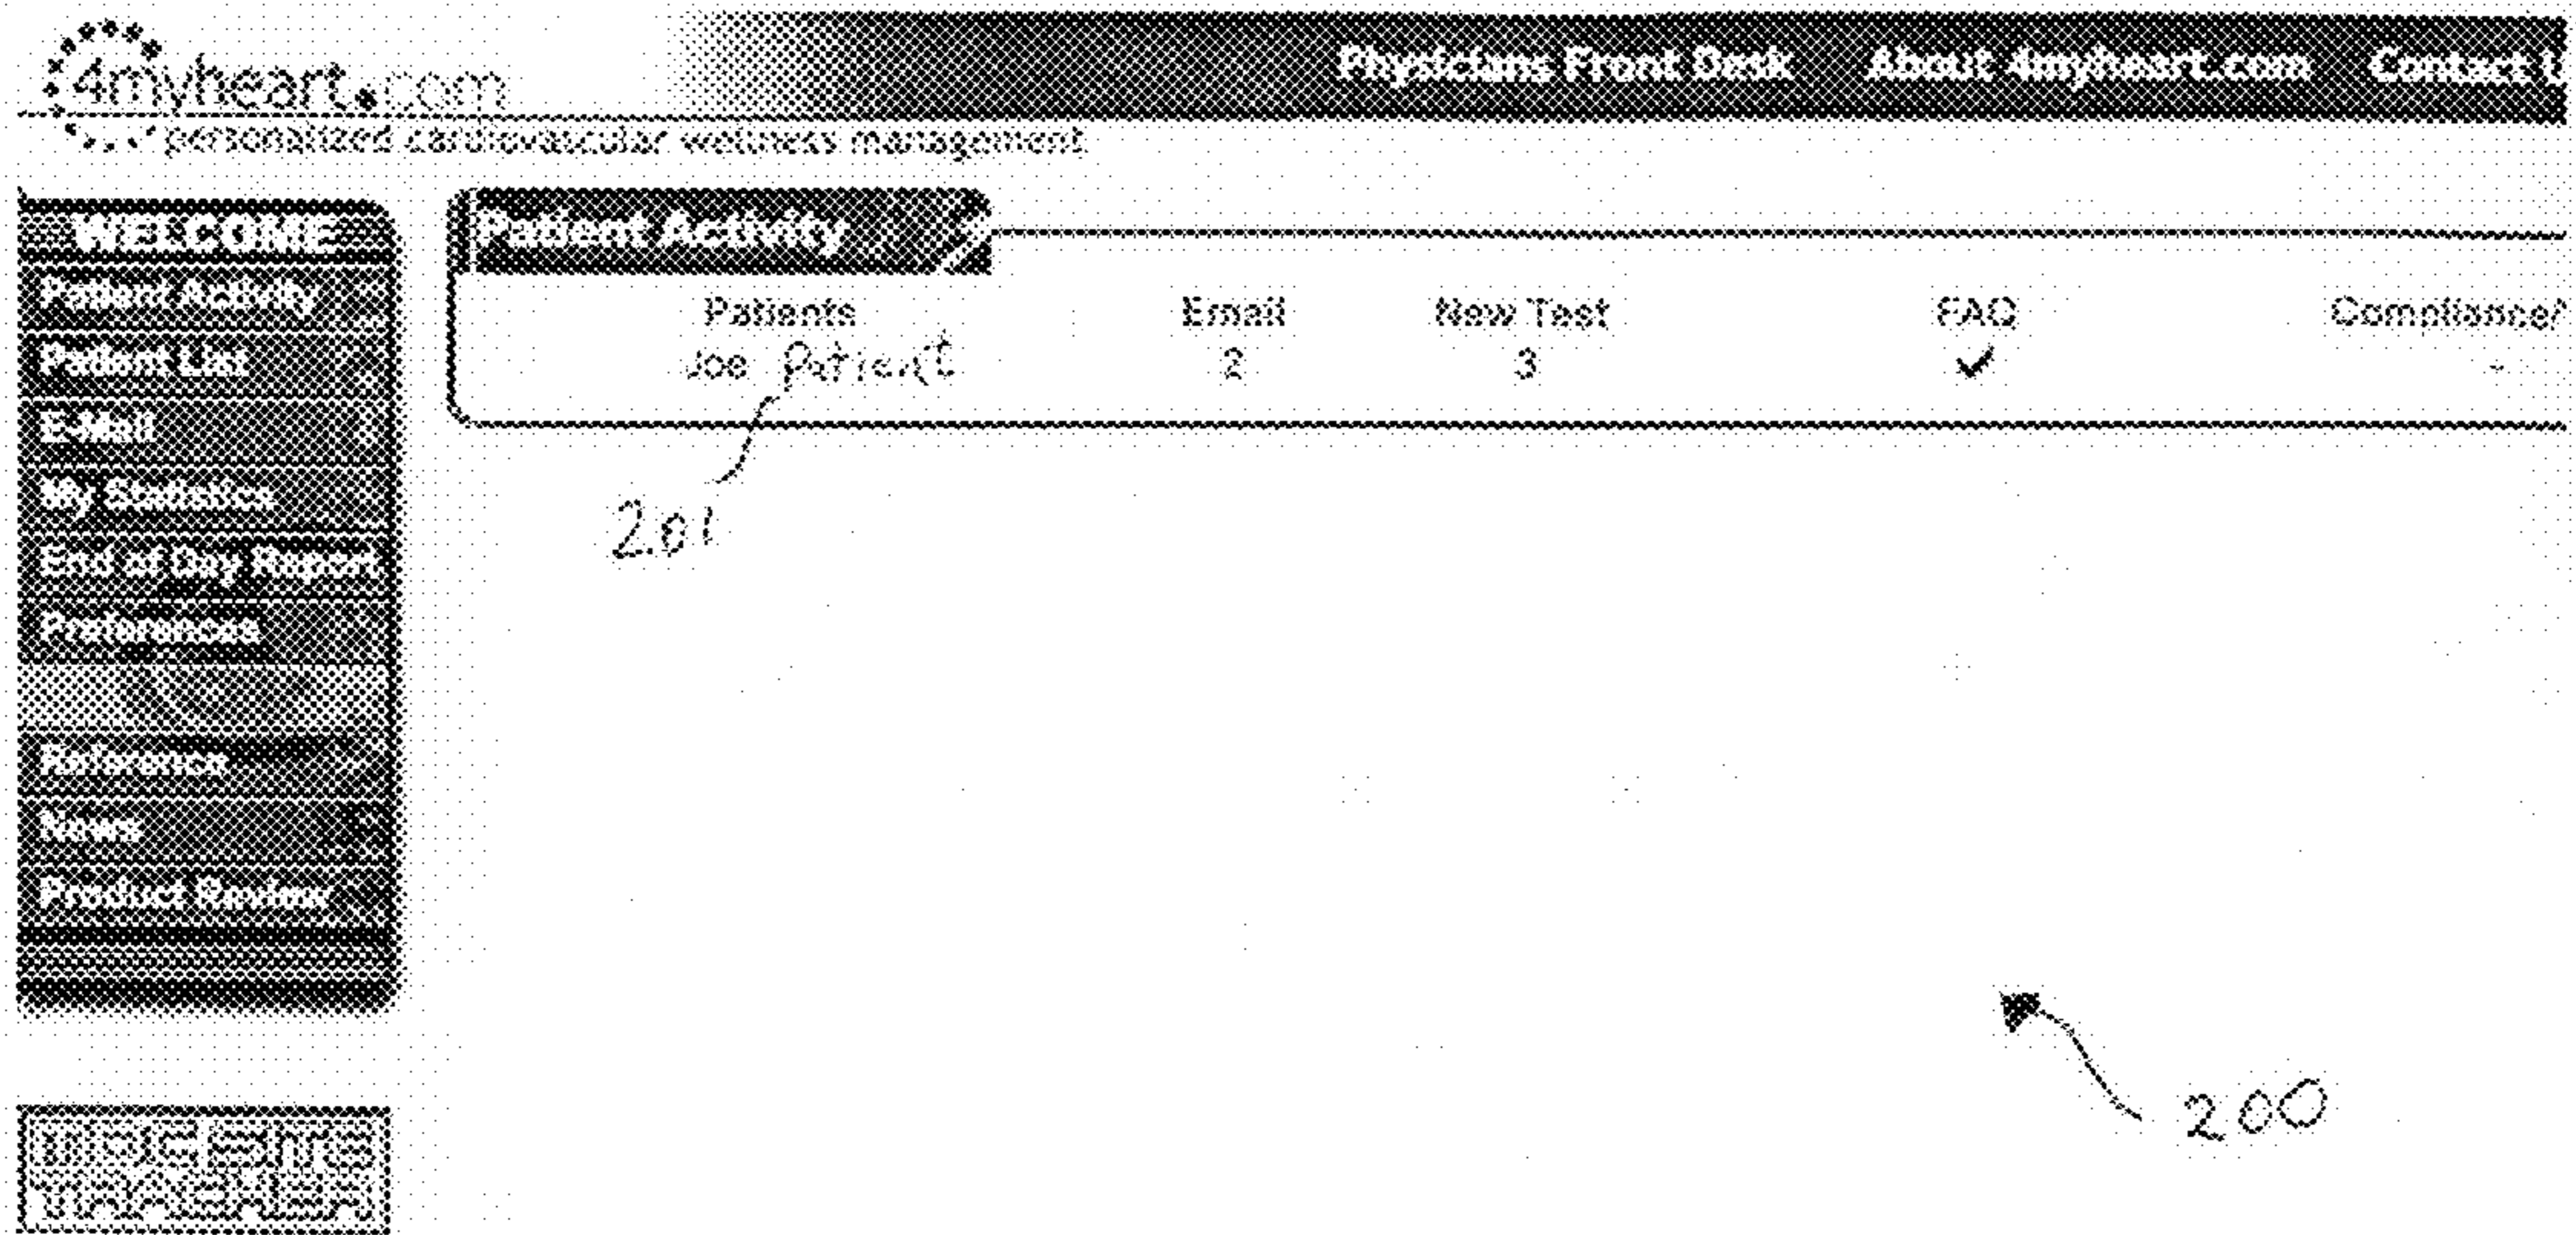 4myheart.com
Physicians Front Desk About 4myheart.com Contact
personalized cardiovascular wellness management
WELCOME
Patient Activity
Patient List
E-Mail
My Statistics
End of Day Report
Preferences
Reference
News
Product Review
Patient Activity
Patients Email New Test FAQ Compliance/
Joe Patient 2 3 ✓ -
201
200